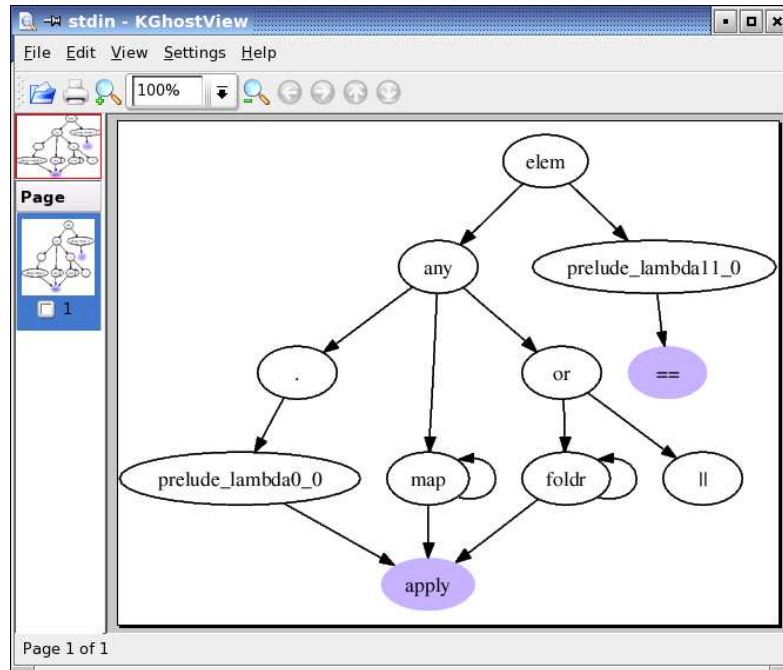 stdin - KGhostView
File Edit View Settings Help
100%
Page
1
elem
any prelude_lambda11_0
. or ==
prelude_lambda0_0 map foldr ||
apply
Page 1 of 1